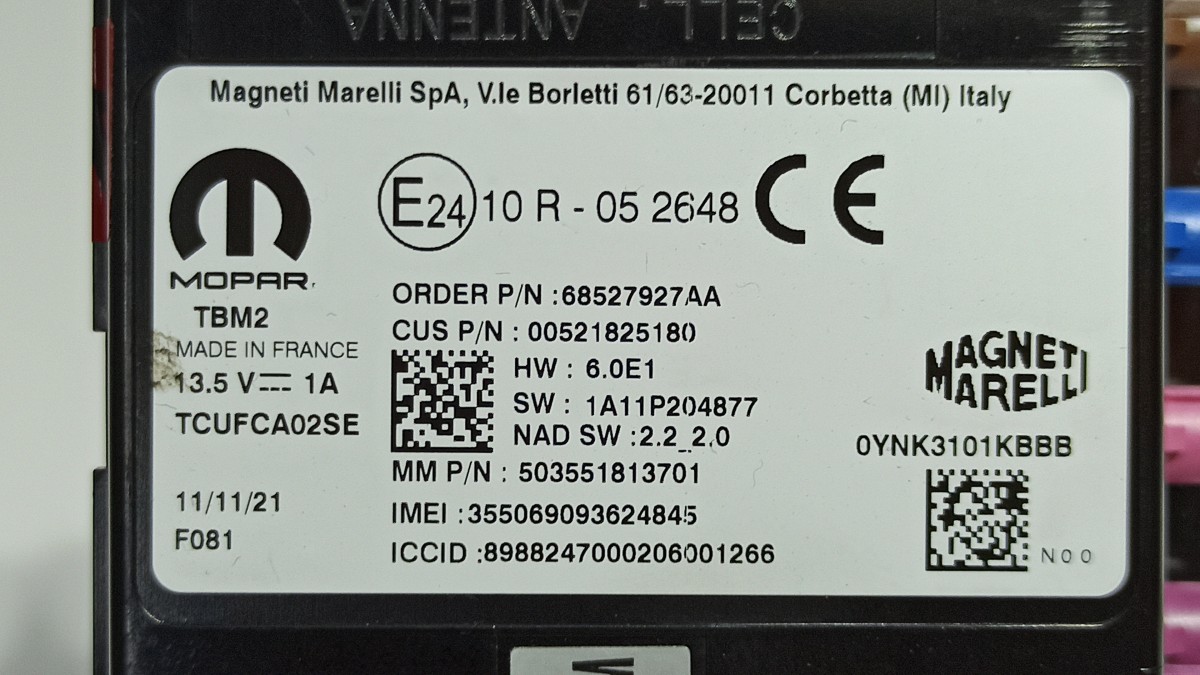 CELL. ANTENNA
Magneti Marelli SpA, V.le Borletti 61/63-20011 Corbetta (MI) Italy
E24 10 R - 05 2648 CE
MOPAR
TBM2
MADE IN FRANCE
13.5 V⎓ 1A
TCUFCA02SE
11/11/21
F081
ORDER P/N :68527927AA
CUS P/N : 00521825180
HW : 6.0E1
SW : 1A11P204877
NAD SW :2.2_2.0
MM P/N : 503551813701
IMEI :355069093624845
ICCID :8988247000206001266
MAGNETI
MARELLI
0YNK3101KBBB
N00